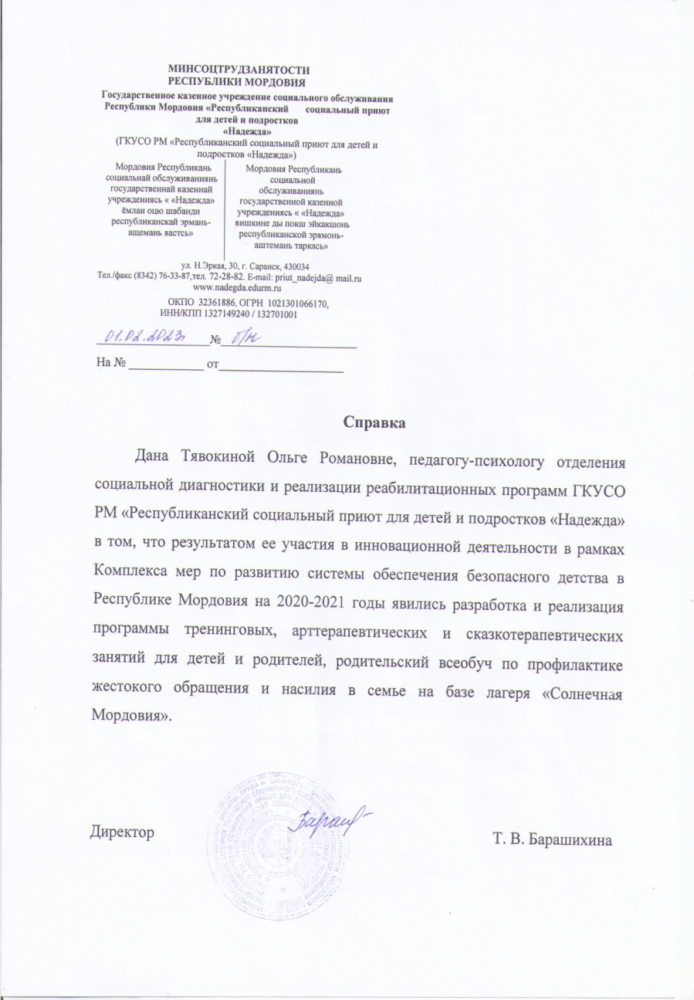 МИНСОЦТРУДЗАНЯТОСТИ
РЕСПУБЛИКИ МОРДОВИЯ
Государственное казенное учреждение социального обслуживания
Республики Мордовия «Республиканский социальный приют
для детей и подростков
«Надежда»
(ГКУСО РМ «Республиканский социальный приют для детей и
подростков «Надежда»)
Мордовия Республикань
социальнай обслуживаниянь
государственнай казеннай
учреждениясь « «Надежда»
ёмлаи оцю шабанди
республиканскай эрмань-
ащемань вастсь»
Мордовия Республикань
социальной
обслуживаниянь
государственной казенной
учреждениясь « «Надежда»
вишкине ды покш эйкакшонь
республиканской эрямонь-
аштемань таркась»
ул. Н.Эркая, 30, г. Саранск, 430034
Тел./факс (8342) 76-33-87,тел. 72-28-82. E-mail: priut_nadejda@ mail.ru
www.nadegda.edurm.ru
ОКПО 32361886, ОГРН 1021301066170,
ИНН/КПП 1327149240 / 132701001
01.02.2023г № б/н
На № ____________ от____________________
Справка
Дана Тявокиной Ольге Романовне, педагогу-психологу отделения
социальной диагностики и реализации реабилитационных программ ГКУСО
РМ «Республиканский социальный приют для детей и подростков «Надежда»
в том, что результатом ее участия в инновационной деятельности в рамках
Комплекса мер по развитию системы обеспечения безопасного детства в
Республике Мордовия на 2020-2021 годы явились разработка и реализация
программы тренинговых, арттерапевтических и сказкотерапевтических
занятий для детей и родителей, родительский всеобуч по профилактике
жестокого обращения и насилия в семье на базе лагеря «Солнечная
Мордовия».
Директор
Т. В. Барашихина